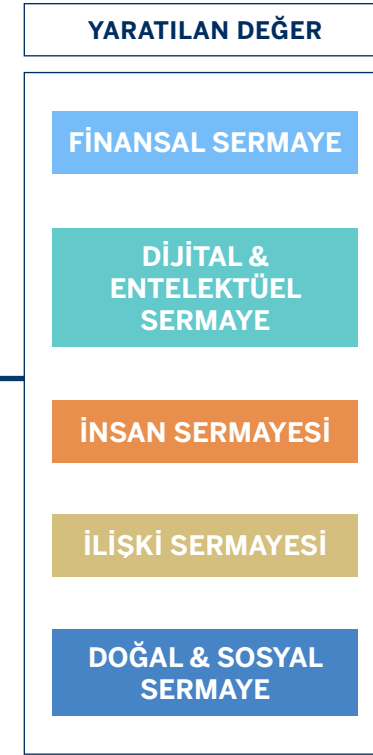 YARATILAN DEĞER
FİNANSAL SERMAYE
DİJİTAL &
ENTELEKTÜEL
SERMAYE
İNSAN SERMAYESİ
İLİŞKİ SERMAYESİ
DOĞAL & SOSYAL
SERMAYE